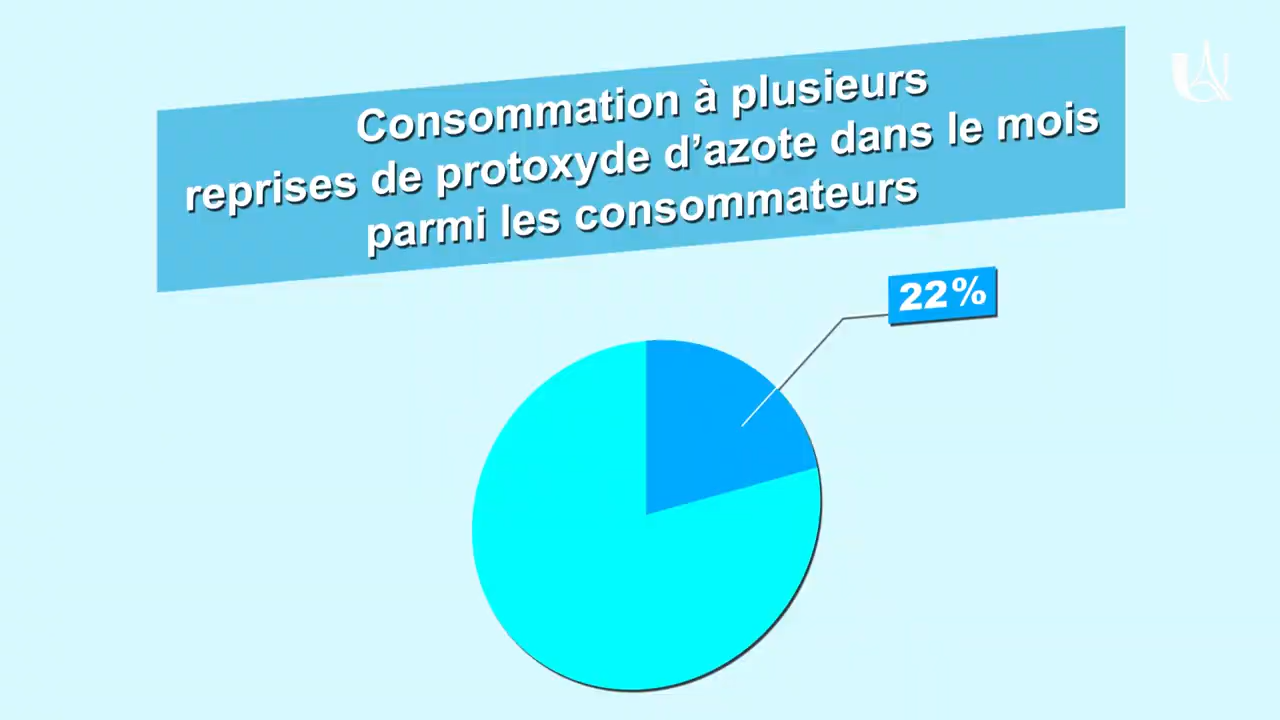 Consommation à plusieurs
reprises de protoxyde d’azote dans le mois
parmi les consommateurs
22%